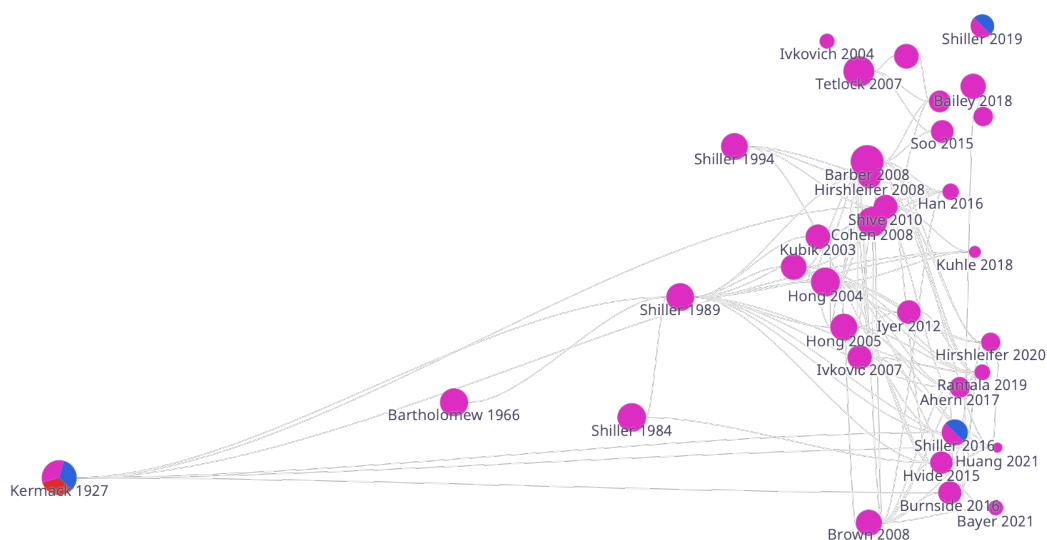 Shiller 2019
Ivkovich 2004
Tetlock 2007
Bailey 2018
Soo 2015
Shiller 1994
Barber 2008
Hirshleifer 2008
Han 2016
Shive 2010
Cohen 2008
Kubik 2003
Kuhle 2018
Hong 2004
Shiller 1989
Iyer 2012
Hong 2005
Hirshleifer 2020
Ivković 2007
Rantala 2019
Ahern 2017
Bartholomew 1966
Shiller 1984
Shiller 2016
Huang 2021
Hvide 2015
Kermack 1927
Burnside 2016
Bayer 2021
Brown 2008